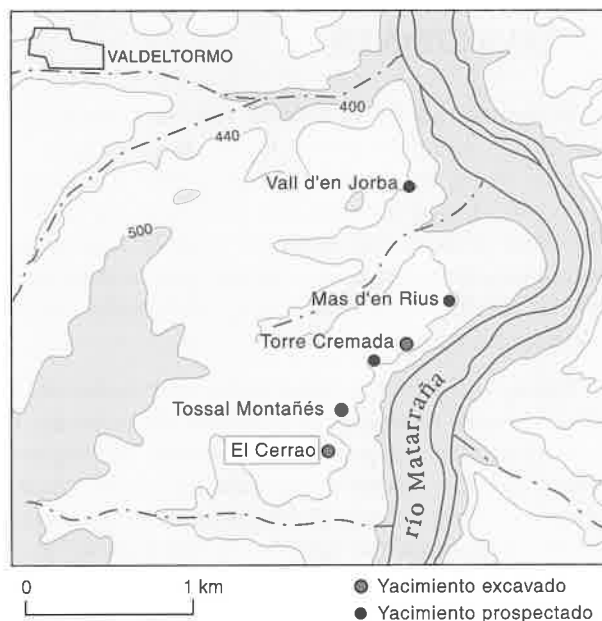 VALDELTORMO
400
440
Vall d'en Jorba
500
Mas d'en Rius
Torre Cremada
Tossal Montañés
El Cerrao
río Matarraña
0 1 km
Yacimiento excavado
Yacimiento prospectado